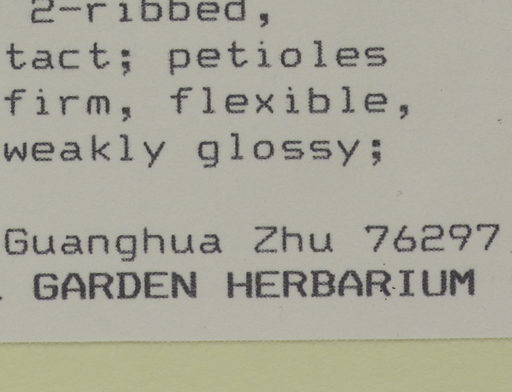 2-ribbed,
tact; petioles
firm, flexible,
weakly glossy;
Guanghua Zhu 76297
GARDEN HERBARIUM